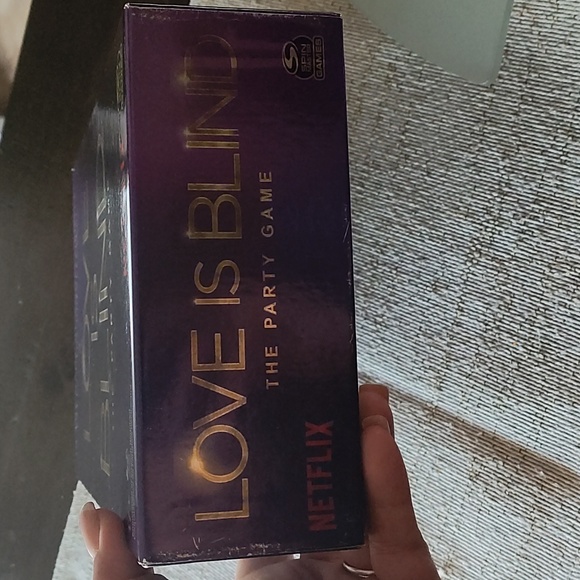 LOVE IS BLIND
THE PARTY GAME
NETFLIX
SPIN
MASTER
GAMES